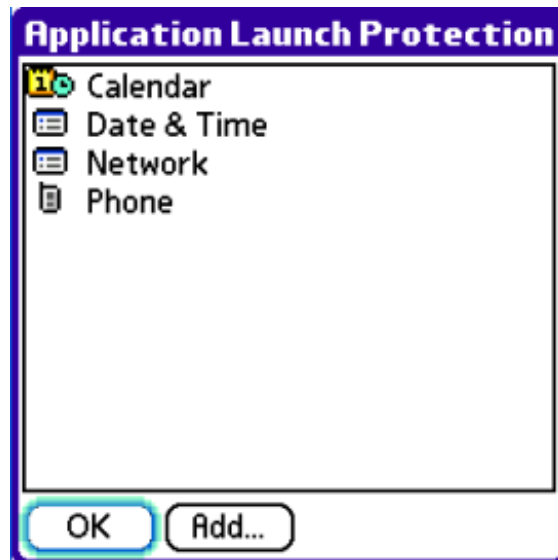 Application Launch Protection
Calendar
Date & Time
Network
Phone
OK Add...